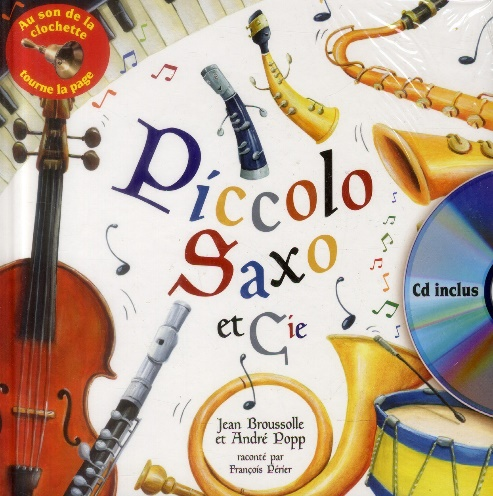 Au son de la
clochette
tourne la page
Piccolo
Saxo
et Cie
Cd inclus
Jean Broussolle
et André Popp
raconté par
François Périer